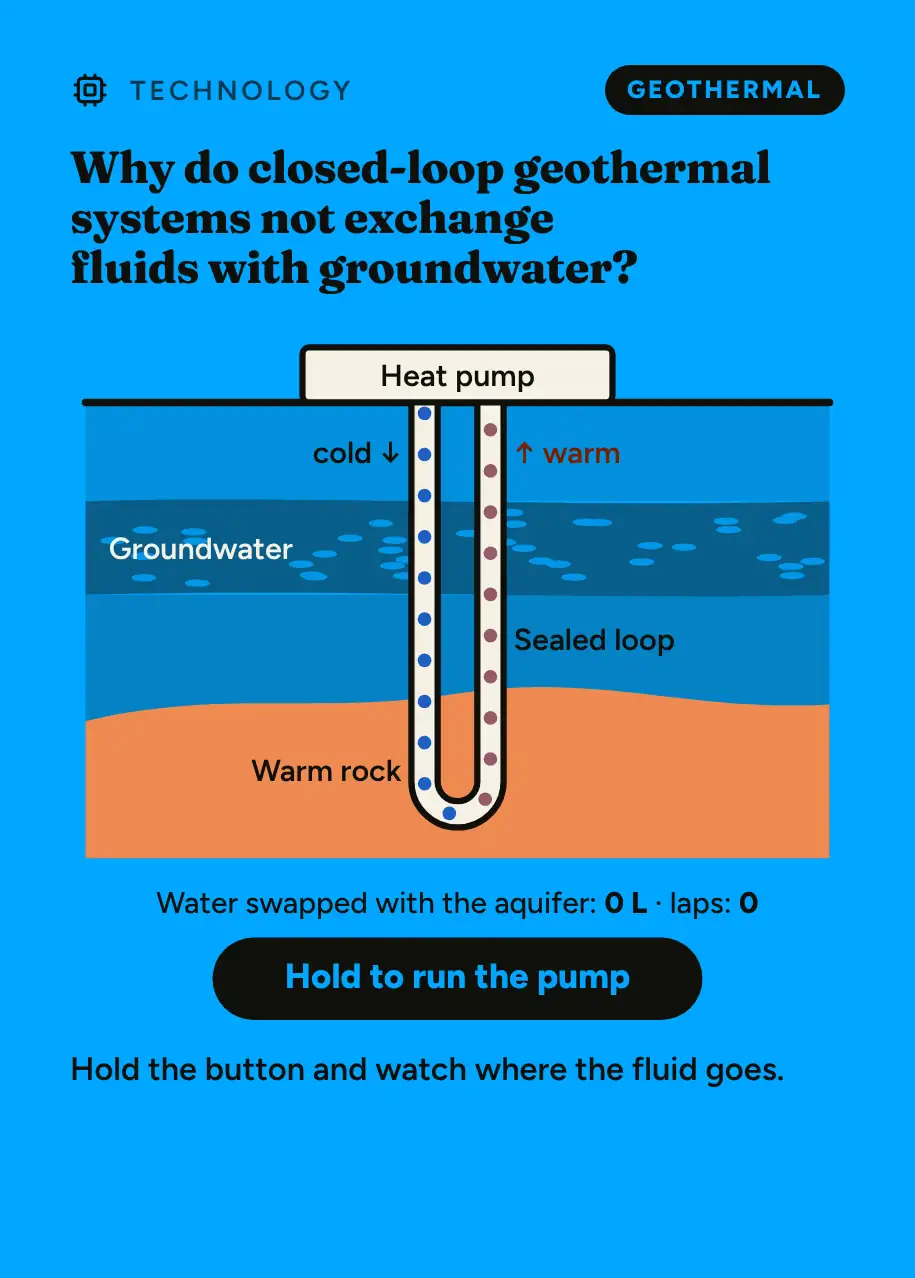 TECHNOLOGY
GEOTHERMAL
Why do closed-loop geothermal
systems not exchange
fluids with groundwater?
Heat pump
cold ↓
↑ warm
Groundwater
Sealed loop
Warm rock
Water swapped with the aquifer: 0 L · laps: 0
Hold to run the pump
Hold the button and watch where the fluid goes.